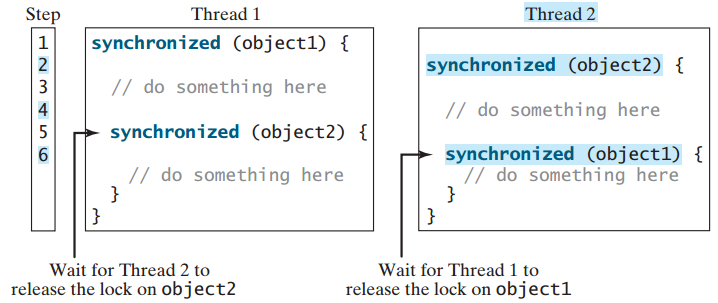 Step
1
2
3
4
5
6
Thread 1
synchronized (object1) {
// do something here
synchronized (object2) {
// do something here
}
}
Wait for Thread 2 to
release the lock on object2
Thread 2
synchronized (object2) {
// do something here
synchronized (object1) {
// do something here
}
}
Wait for Thread 1 to
release the lock on object1